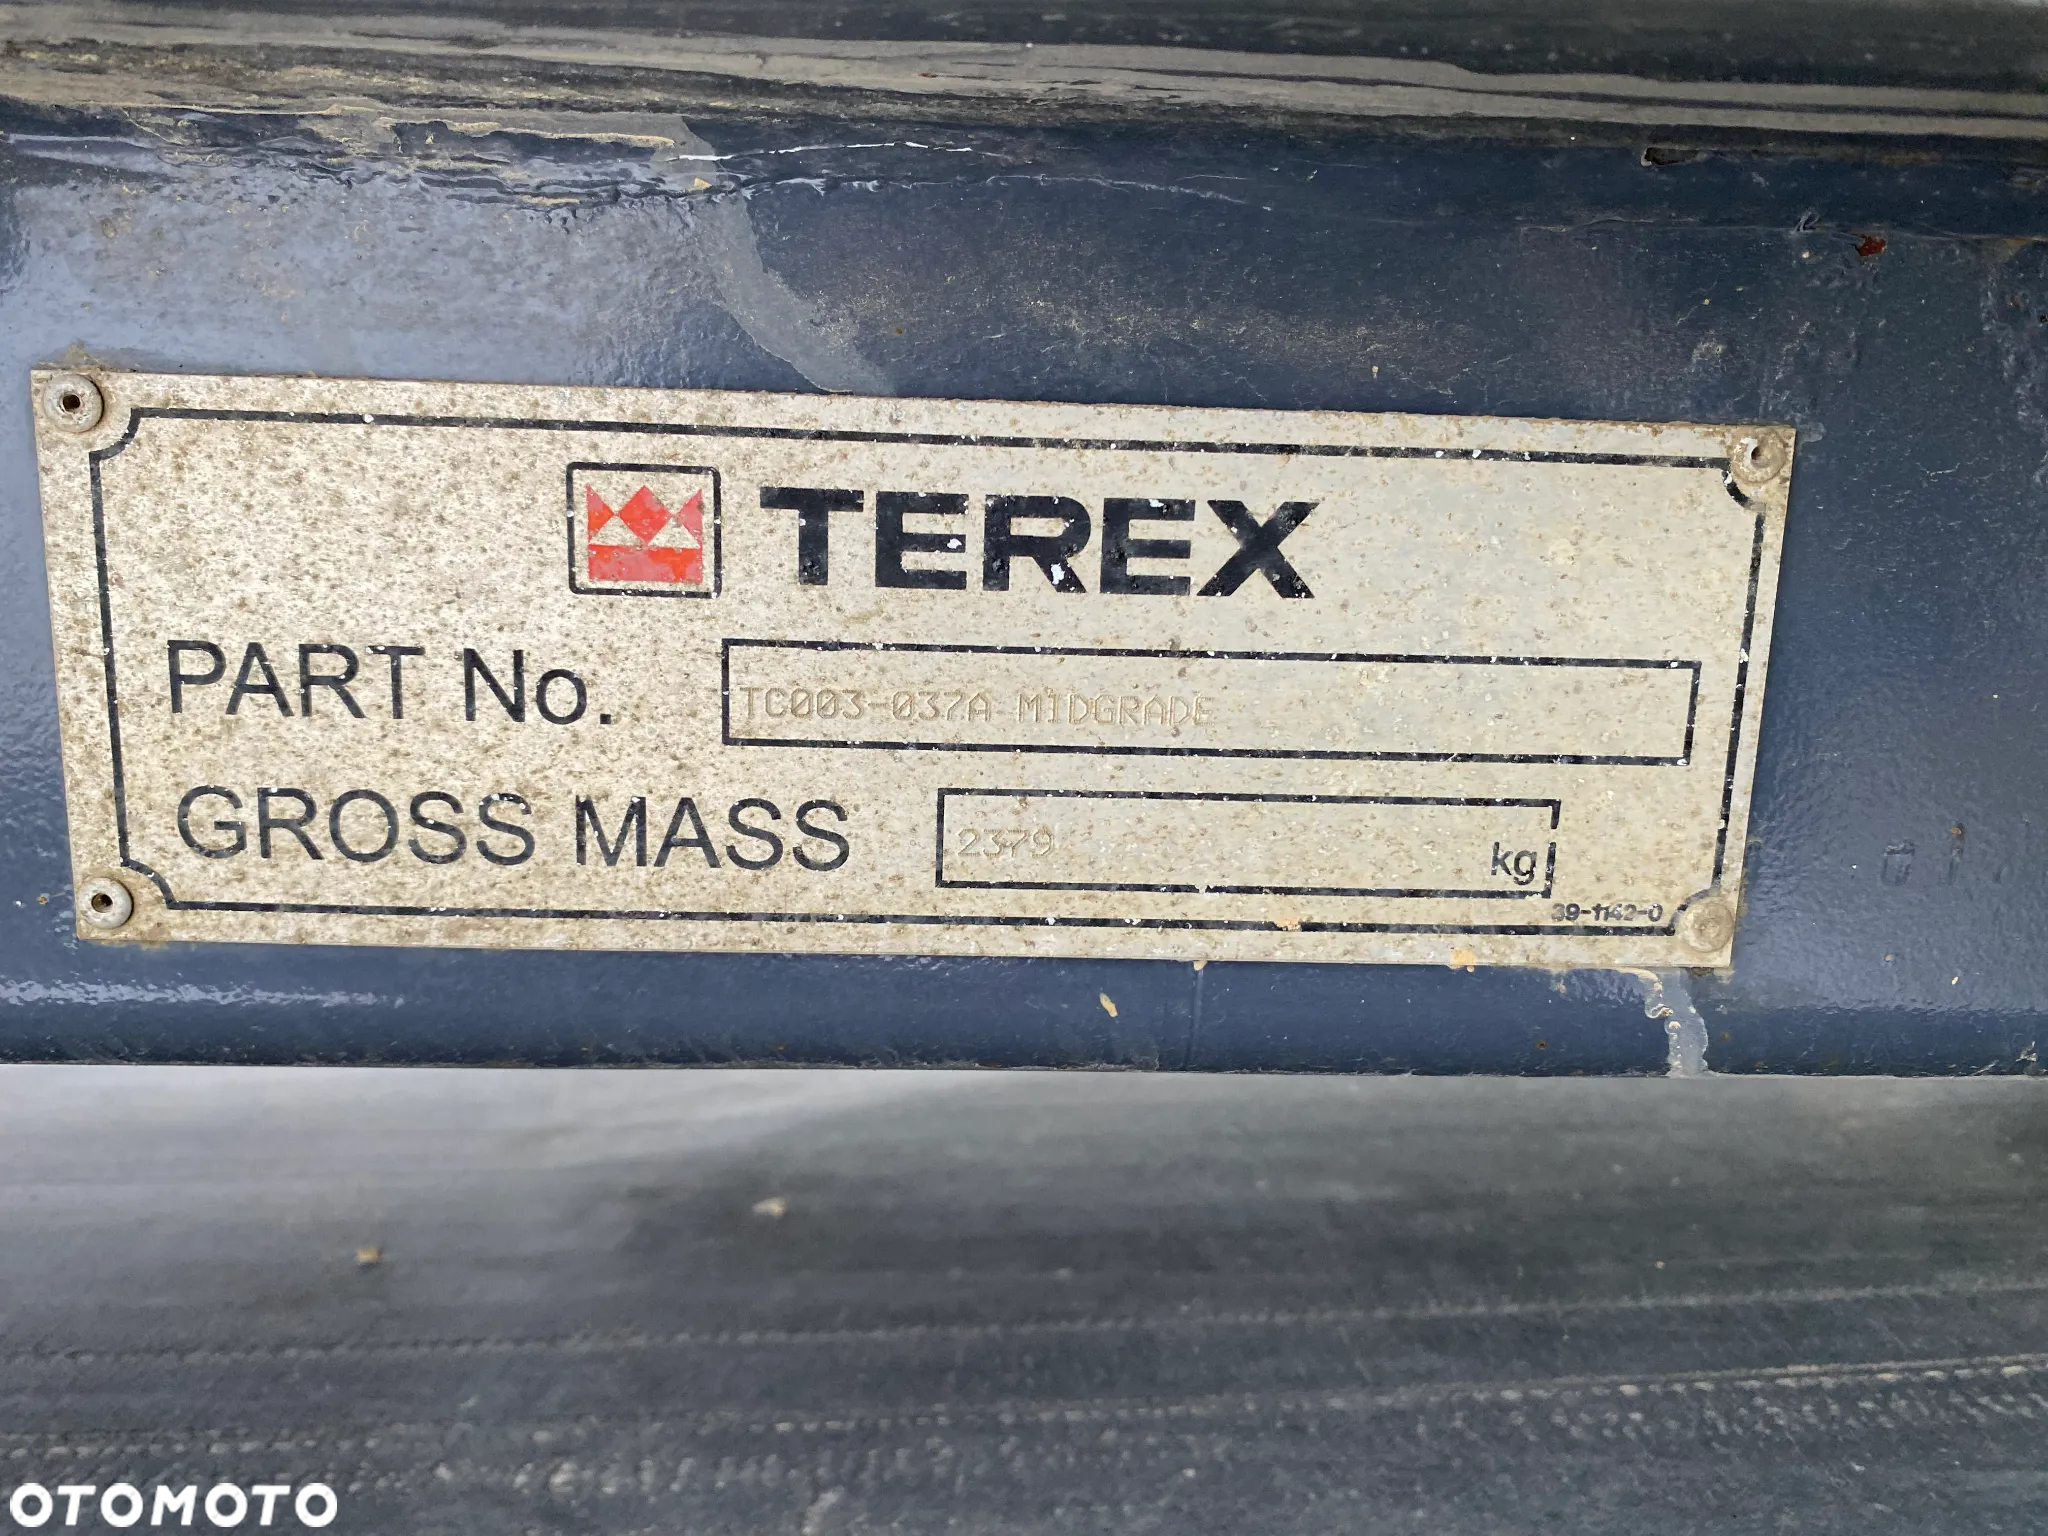 TEREX
PART No. TC003-037A MIDGRADE
GROSS MASS 2379 kg
39-1142-0
OTOMOTO